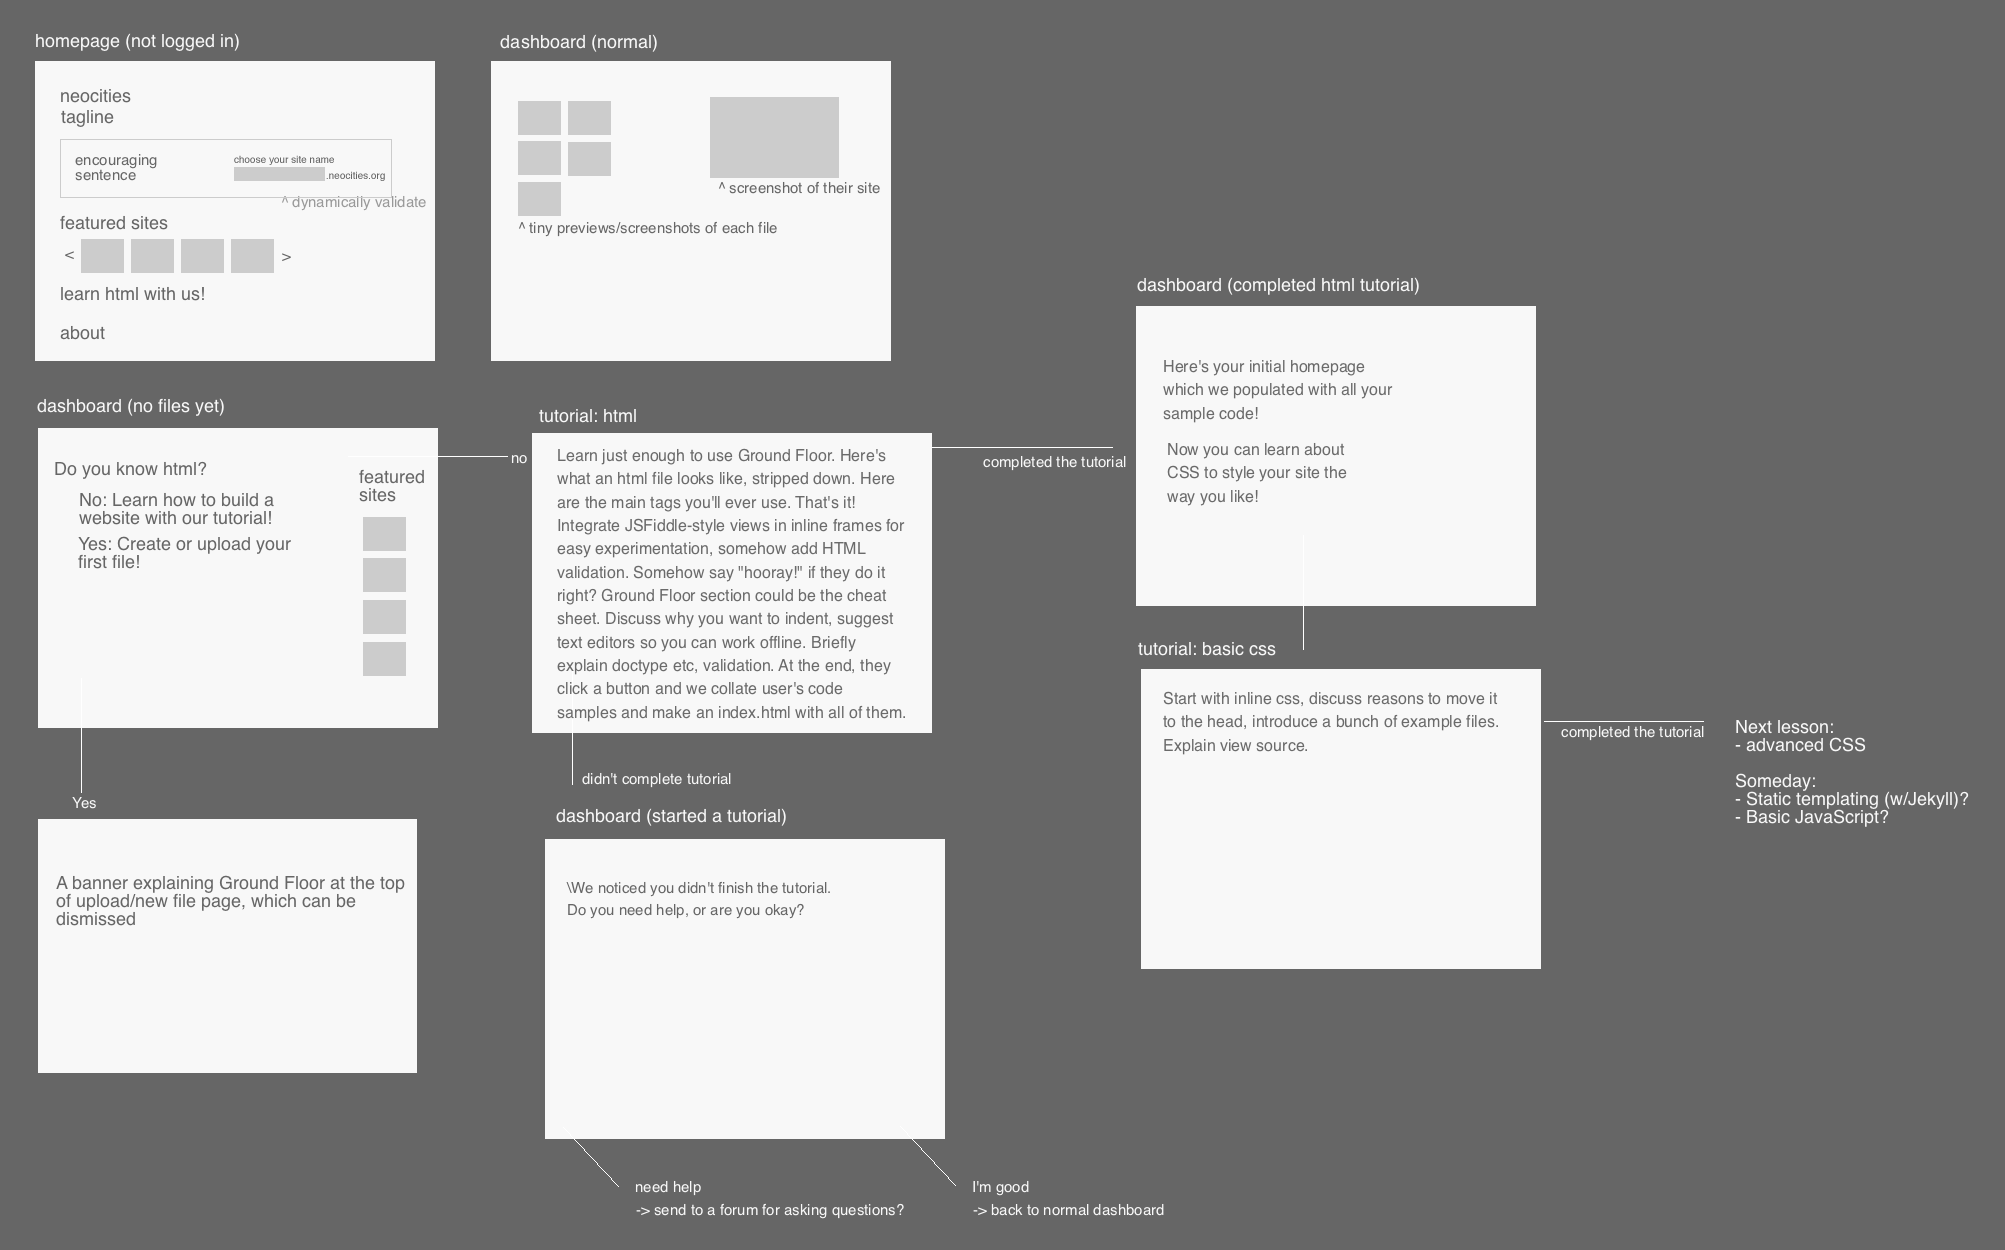 homepage (not logged in)
neocities
tagline
encouraging
sentence
choose your site name
.neocities.org
^ dynamically validate
featured sites
< >
learn html with us!
about
dashboard (normal)
^ screenshot of their site
^ tiny previews/screenshots of each file
dashboard (no files yet)
Do you know html?
No: Learn how to build a
website with our tutorial!
Yes: Create or upload your
first file!
featured
sites
no
Yes
A banner explaining Ground Floor at the top
of upload/new file page, which can be
dismissed
tutorial: html
Learn just enough to use Ground Floor. Here's
what an html file looks like, stripped down. Here
are the main tags you'll ever use. That's it!
Integrate JSFiddle-style views in inline frames for
easy experimentation, somehow add HTML
validation. Somehow say "hooray!" if they do it
right? Ground Floor section could be the cheat
sheet. Discuss why you want to indent, suggest
text editors so you can work offline. Briefly
explain doctype etc, validation. At the end, they
click a button and we collate user's code
samples and make an index.html with all of them.
completed the tutorial
didn't complete tutorial
dashboard (started a tutorial)
\We noticed you didn't finish the tutorial.
Do you need help, or are you okay?
need help
-> send to a forum for asking questions?
I'm good
-> back to normal dashboard
dashboard (completed html tutorial)
Here's your initial homepage
which we populated with all your
sample code!
Now you can learn about
CSS to style your site the
way you like!
tutorial: basic css
Start with inline css, discuss reasons to move it
to the head, introduce a bunch of example files.
Explain view source.
completed the tutorial
Next lesson:
- advanced CSS
Someday:
- Static templating (w/Jekyll)?
- Basic JavaScript?